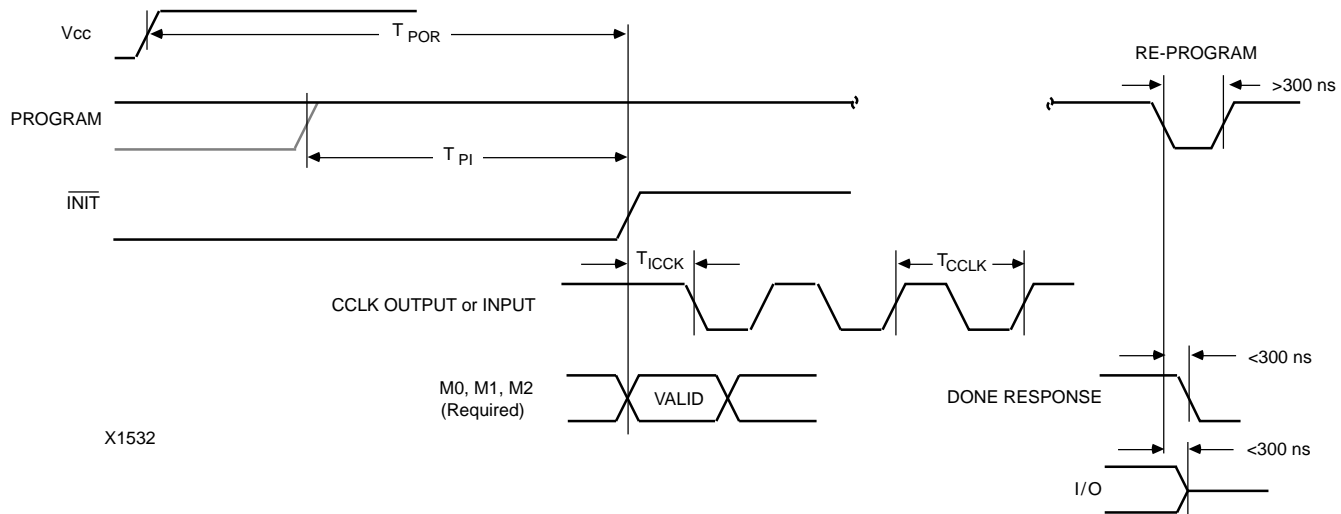 Vcc
T POR
RE-PROGRAM
>300 ns
PROGRAM
T PI
INIT
T ICCK
T CCLK
CCLK OUTPUT or INPUT
<300 ns
M0, M1, M2
(Required)
VALID
DONE RESPONSE
X1532
<300 ns
I/O